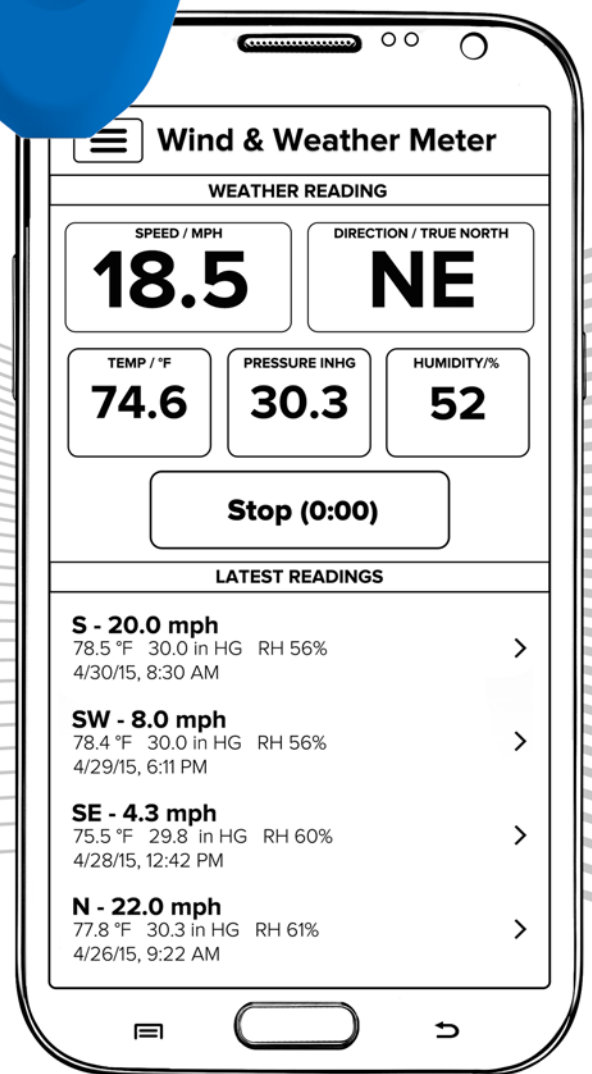 Wind & Weather Meter
WEATHER READING
SPEED / MPH
18.5
DIRECTION / TRUE NORTH
NE
TEMP / °F
74.6
PRESSURE INHG
30.3
HUMIDITY/%
52
Stop (0:00)
LATEST READINGS
S - 20.0 mph
78.5 °F 30.0 in HG RH 56%
4/30/15, 8:30 AM
SW - 8.0 mph
78.4 °F 30.0 in HG RH 56%
4/29/15, 6:11 PM
SE - 4.3 mph
75.5 °F 29.8 in HG RH 60%
4/28/15, 12:42 PM
N - 22.0 mph
77.8 °F 30.3 in HG RH 61%
4/26/15, 9:22 AM